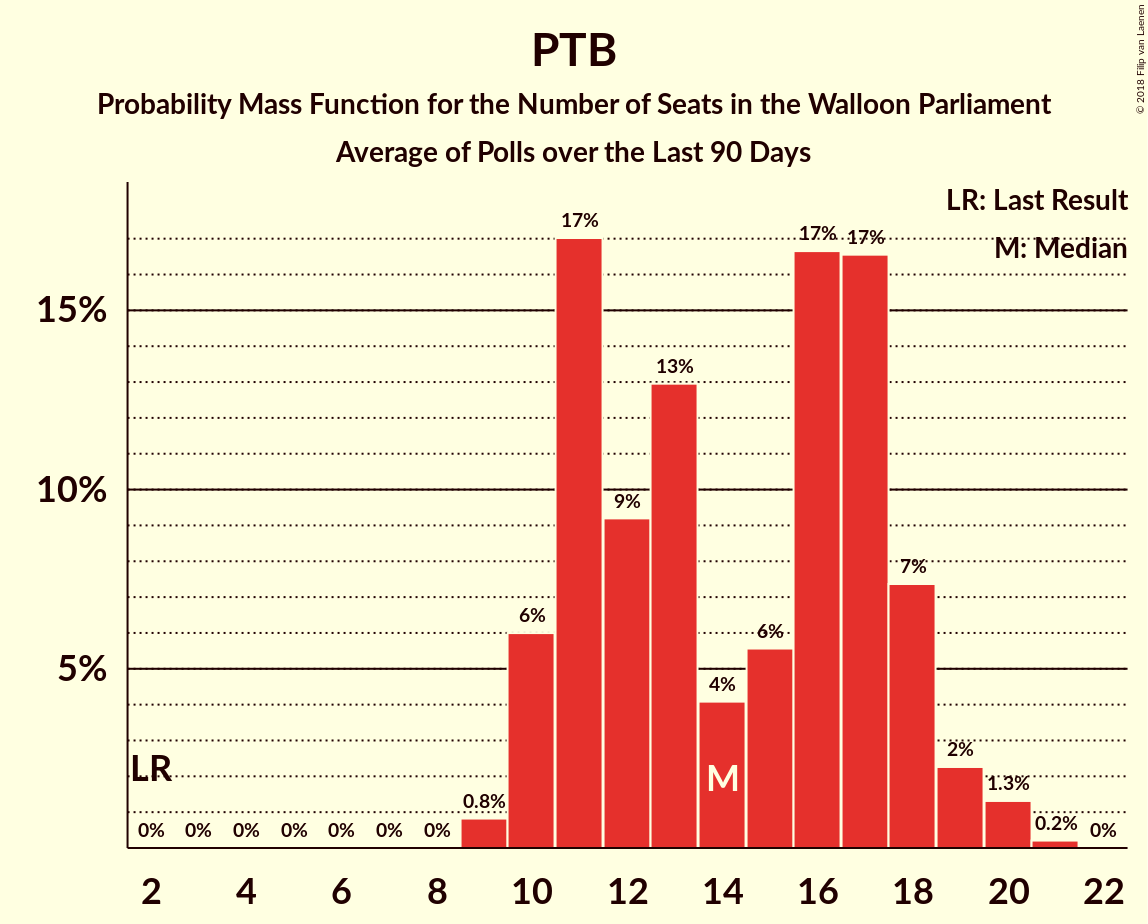 PTB
Probability Mass Function for the Number of Seats in the Walloon Parliament
Average of Polls over the Last 90 Days
© 2018 Filip van Laenen
LR: Last Result
M: Median
17%
17%
17%
15%
13%
10%
9%
7%
6%
6%
5%
4%
2%
LR
M
0.8%
1.3%
0.2%
0% 0% 0% 0% 0% 0% 0% 0%
2 4 6 8 10 12 14 16 18 20 22